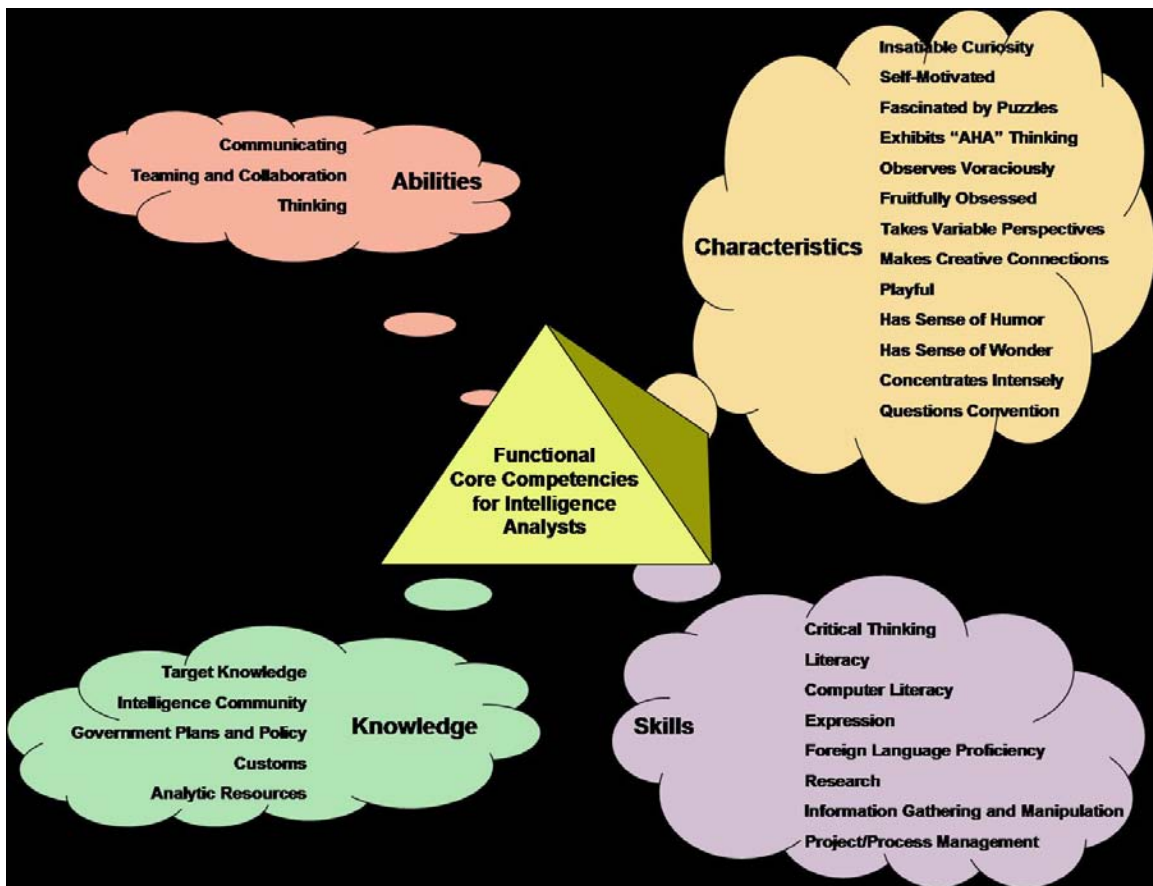 Communicating
Teaming and Collaboration
Thinking
Abilities
Insatiable Curiosity
Self-Motivated
Fascinated by Puzzles
Exhibits "AHA" Thinking
Observes Voraciously
Fruitfully Obsessed
Takes Variable Perspectives
Makes Creative Connections
Playful
Has Sense of Humor
Has Sense of Wonder
Concentrates Intensely
Questions Convention
Characteristics
Functional
Core Competencies
for Intelligence
Analysts
Target Knowledge
Intelligence Community
Government Plans and Policy
Customs
Analytic Resources
Knowledge
Skills
Critical Thinking
Literacy
Computer Literacy
Expression
Foreign Language Proficiency
Research
Information Gathering and Manipulation
Project/Process Management